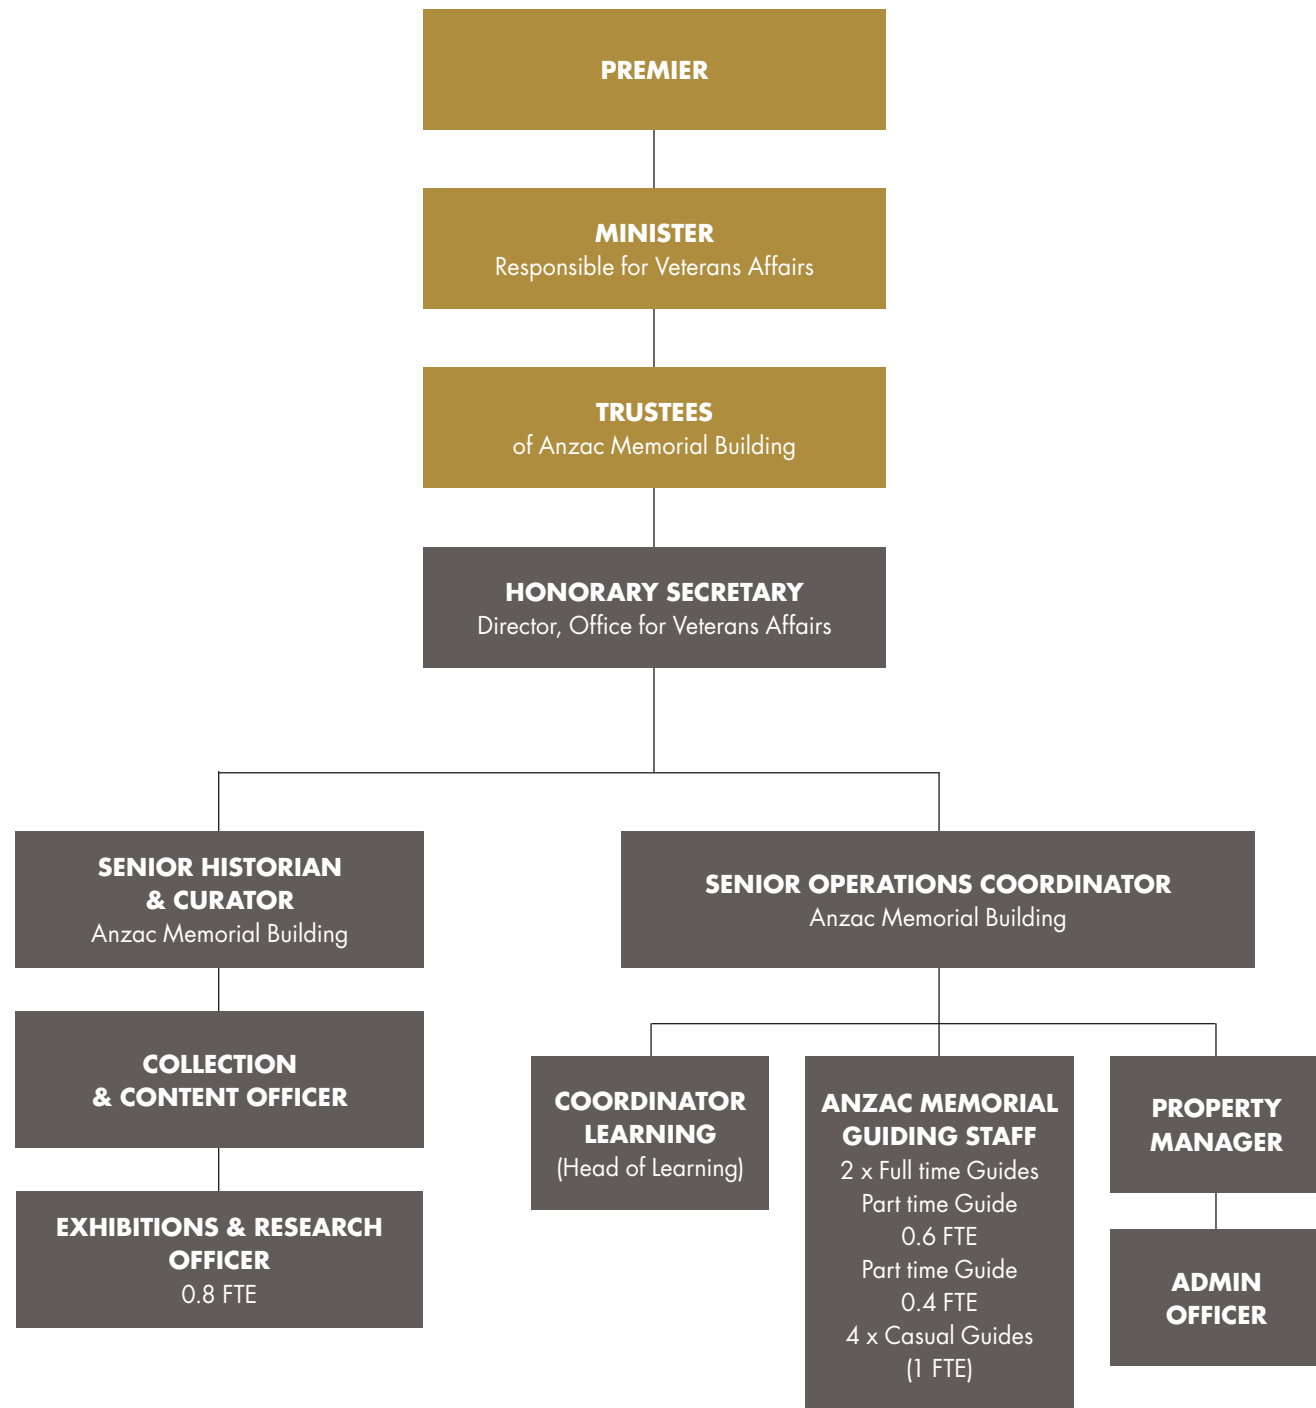 PREMIER
MINISTER
Responsible for Veterans Affairs
TRUSTEES
of Anzac Memorial Building
HONORARY SECRETARY
Director, Office for Veterans Affairs
SENIOR HISTORIAN
& CURATOR
Anzac Memorial Building
SENIOR OPERATIONS COORDINATOR
Anzac Memorial Building
COLLECTION
& CONTENT OFFICER
EXHIBITIONS & RESEARCH
OFFICER
0.8 FTE
COORDINATOR
LEARNING
(Head of Learning)
ANZAC MEMORIAL
GUIDING STAFF
2 x Full time Guides
Part time Guide
0.6 FTE
Part time Guide
0.4 FTE
4 x Casual Guides
(1 FTE)
PROPERTY
MANAGER
ADMIN
OFFICER